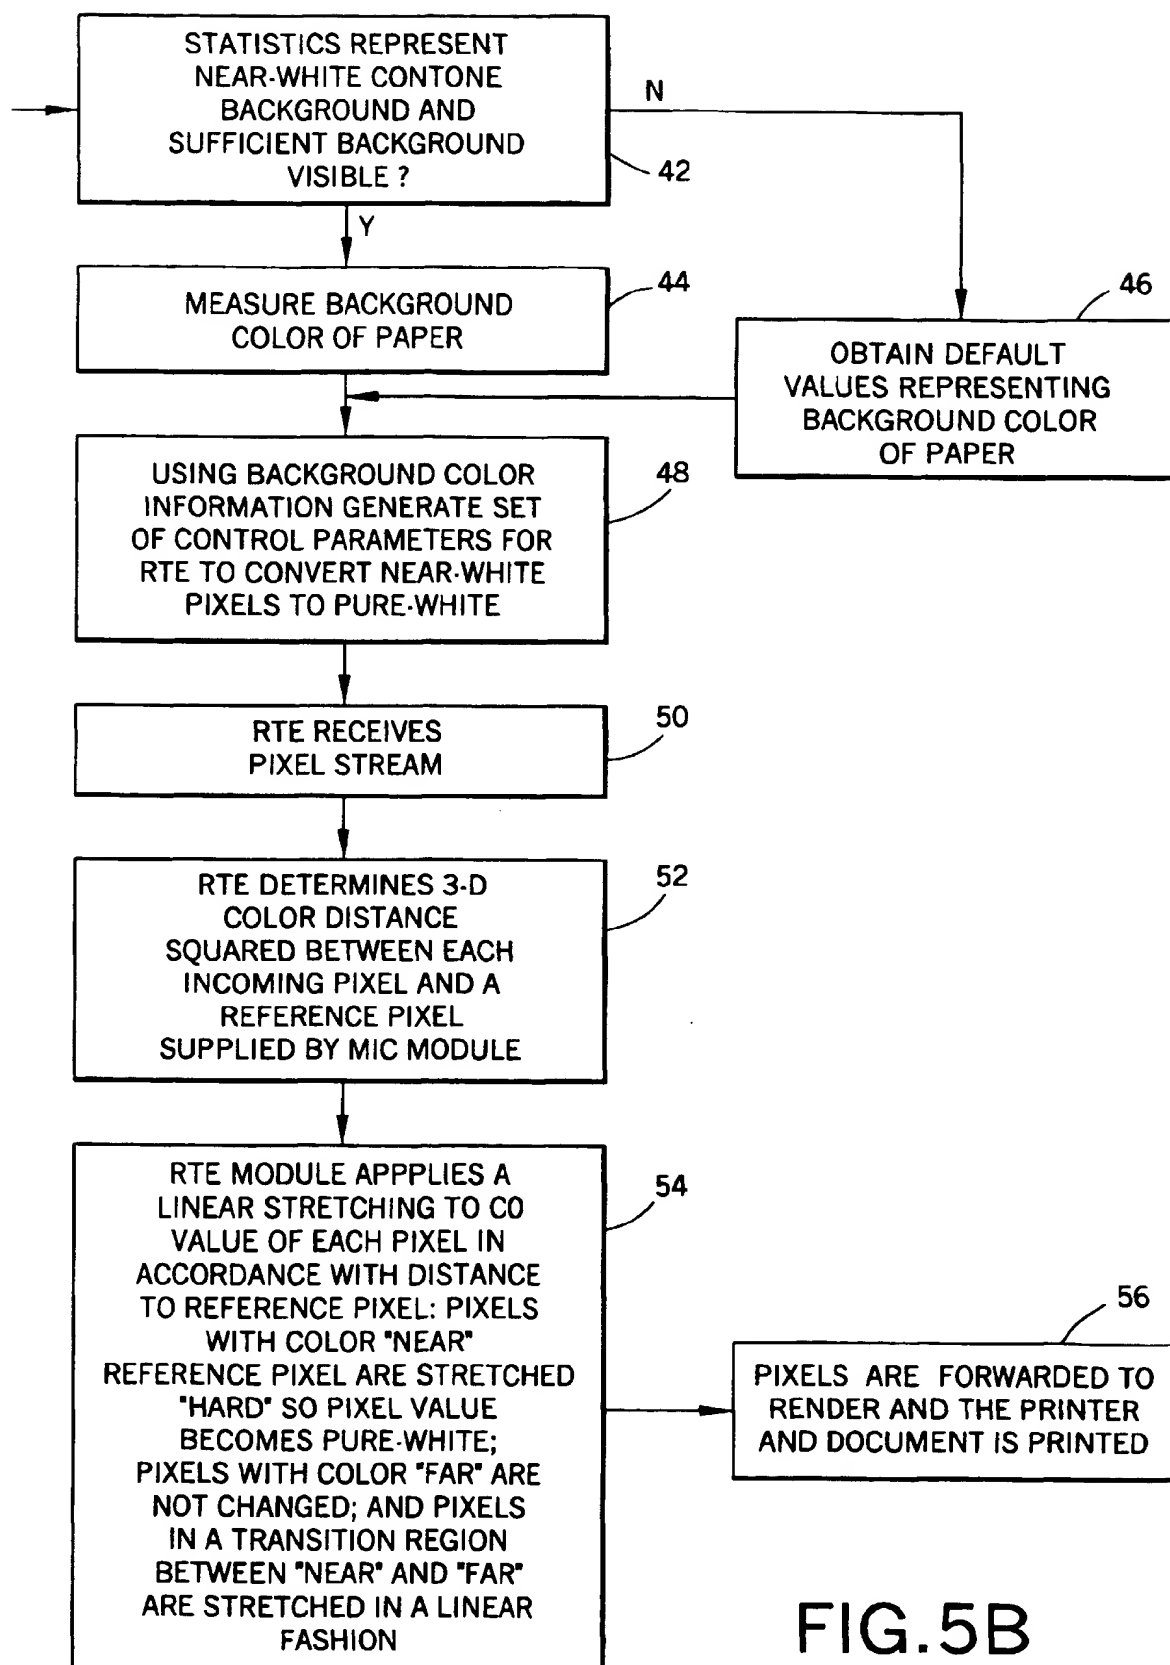 STATISTICS REPRESENT
NEAR-WHITE CONTONE
BACKGROUND AND
SUFFICIENT BACKGROUND
VISIBLE ?
N
42
Y
44
MEASURE BACKGROUND
COLOR OF PAPER
46
OBTAIN DEFAULT
VALUES REPRESENTING
BACKGROUND COLOR
OF PAPER
USING BACKGROUND COLOR
INFORMATION GENERATE SET
OF CONTROL PARAMETERS FOR
RTE TO CONVERT NEAR-WHITE
PIXELS TO PURE-WHITE
48
RTE RECEIVES
PIXEL STREAM
50
RTE DETERMINES 3-D
COLOR DISTANCE
SQUARED BETWEEN EACH
INCOMING PIXEL AND A
REFERENCE PIXEL
SUPPLIED BY MIC MODULE
52
RTE MODULE APPPLIES A
LINEAR STRETCHING TO CO
VALUE OF EACH PIXEL IN
ACCORDANCE WITH DISTANCE
TO REFERENCE PIXEL: PIXELS
WITH COLOR "NEAR"
REFERENCE PIXEL ARE STRETCHED
"HARD" SO PIXEL VALUE
BECOMES PURE-WHITE;
PIXELS WITH COLOR "FAR" ARE
NOT CHANGED; AND PIXELS
IN A TRANSITION REGION
BETWEEN "NEAR" AND "FAR"
ARE STRETCHED IN A LINEAR
FASHION
54
56
PIXELS ARE FORWARDED TO
RENDER AND THE PRINTER
AND DOCUMENT IS PRINTED
FIG.5B